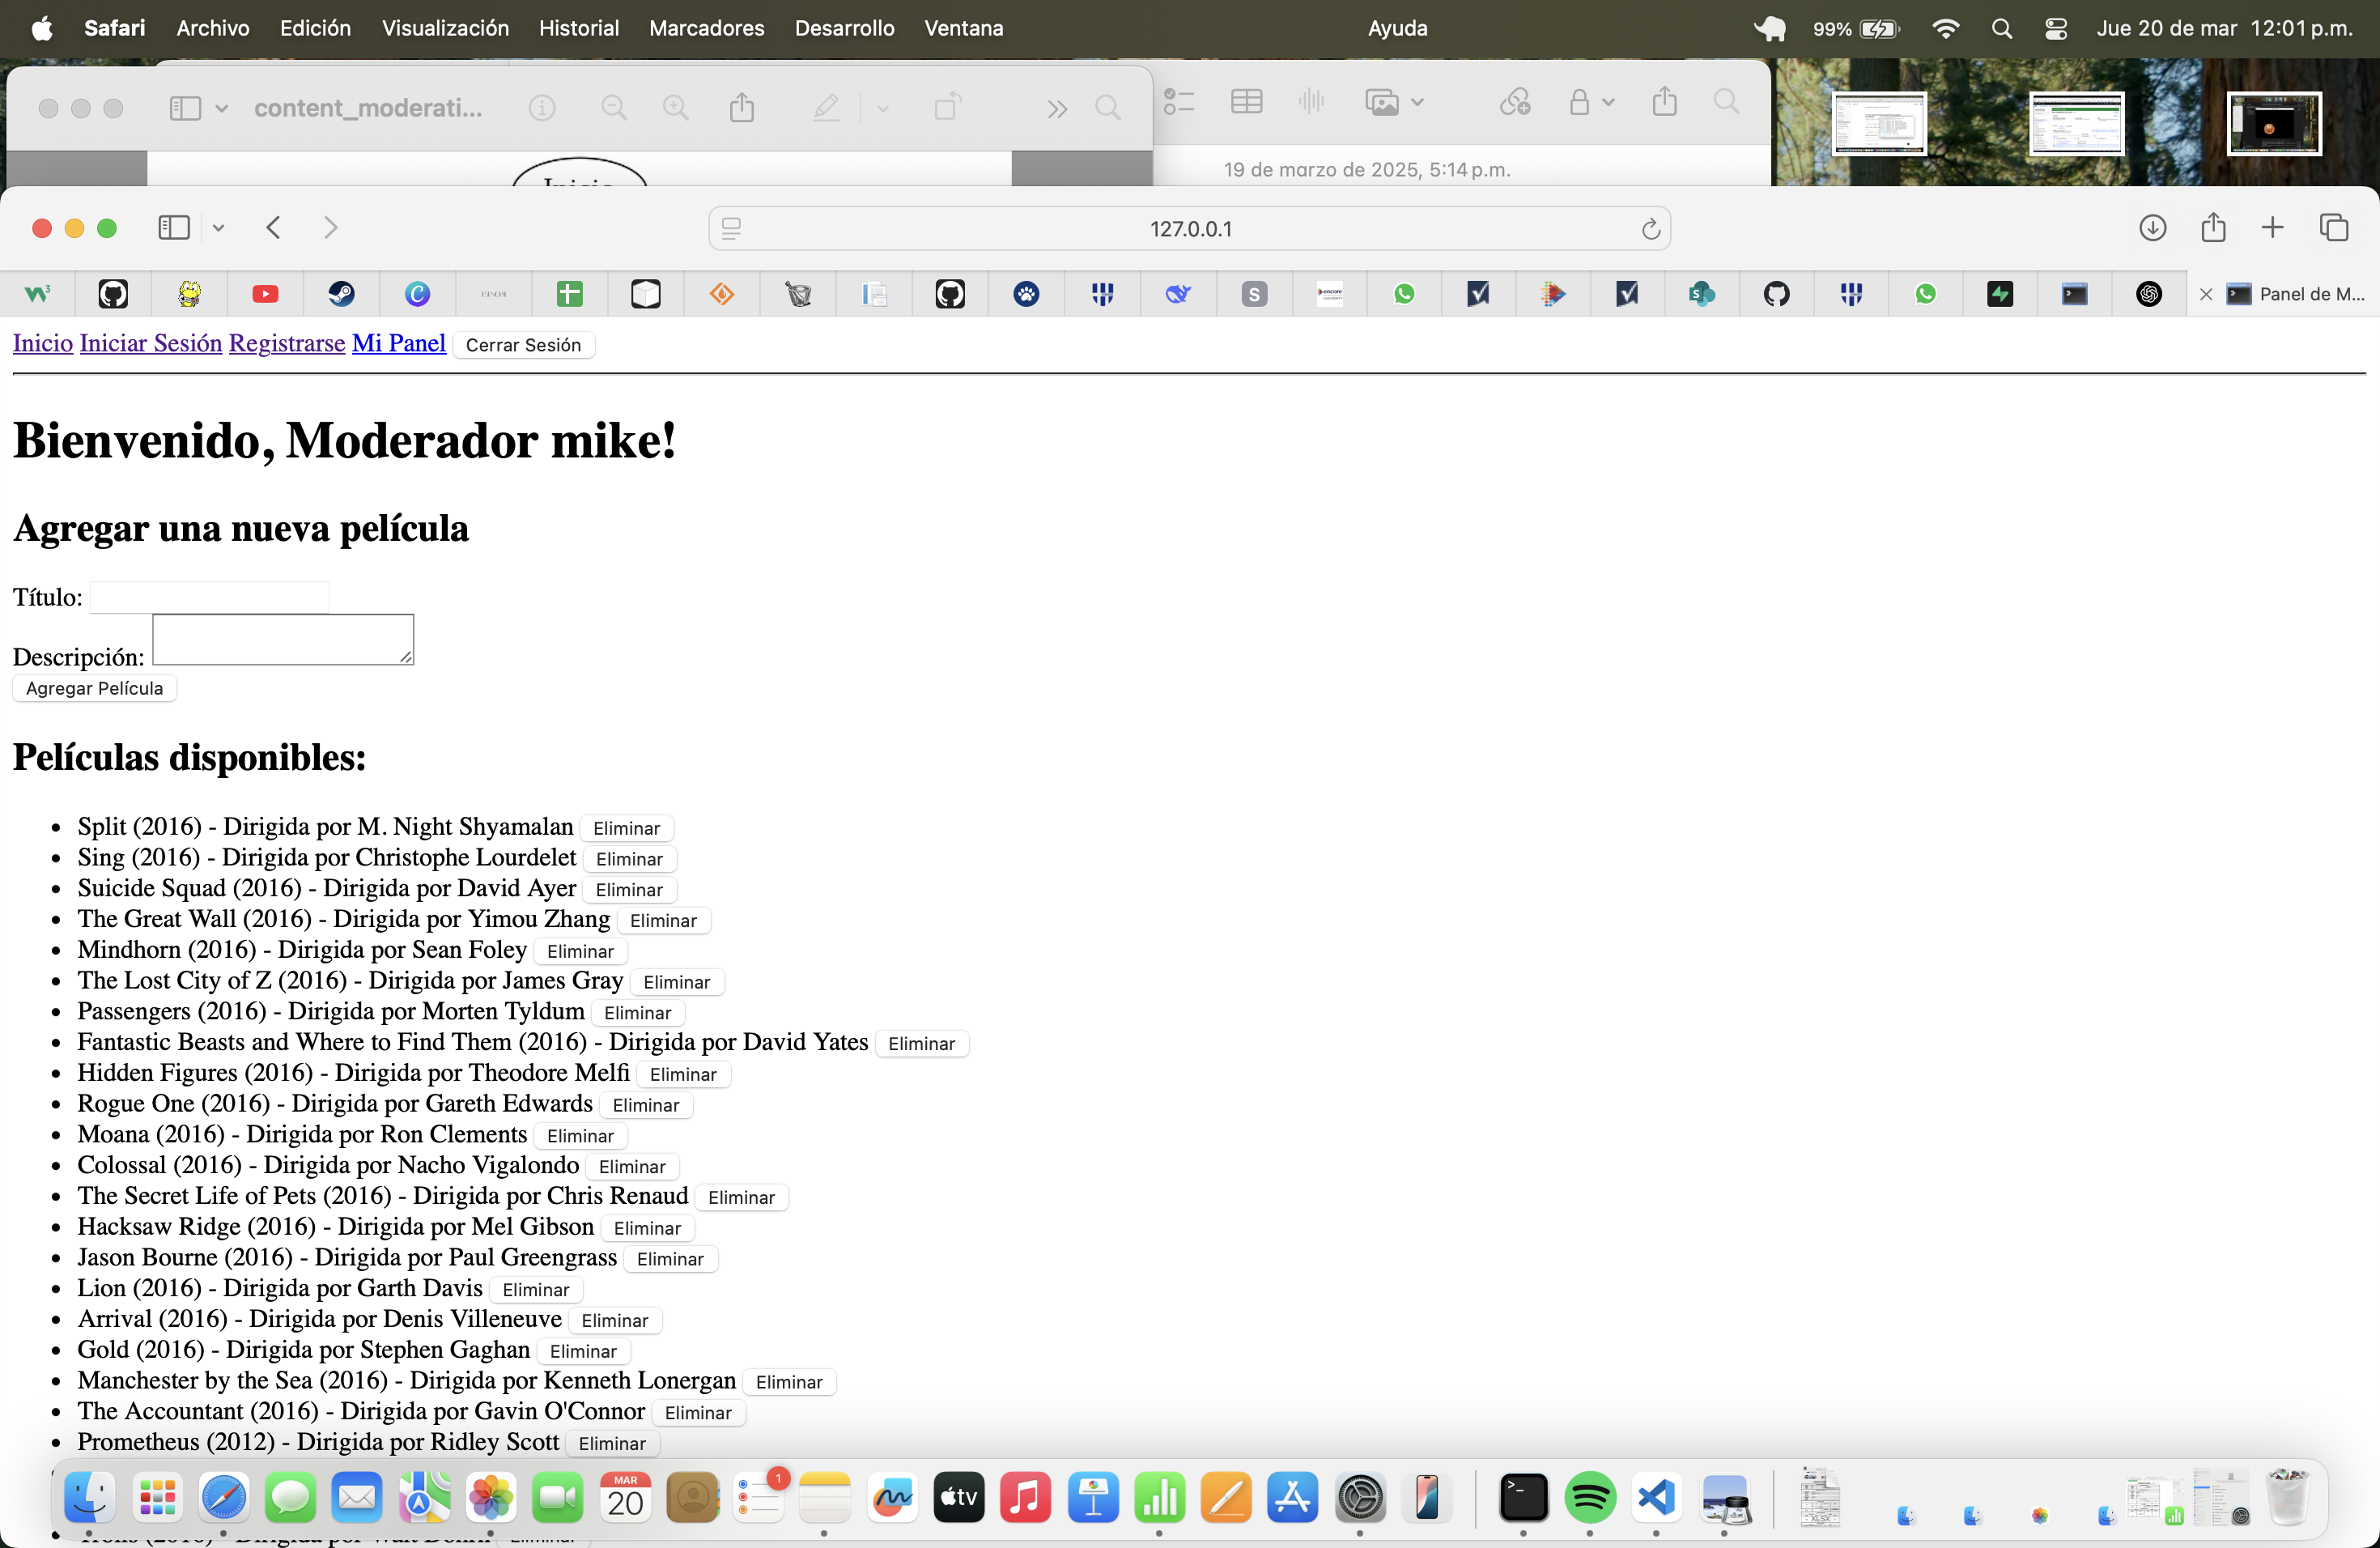 Safari Archivo Edición Visualización Historial Marcadores Desarrollo Ventana Ayuda 99% Jue 20 de mar 12:01 p.m.
content_moderati...
19 de marzo de 2025, 5:14 p.m.
127.0.0.1
Panel de M...
Inicio Iniciar Sesión Registrarse Mi Panel Cerrar Sesión
Bienvenido, Moderador mike!
Agregar una nueva película
Título:
Descripción:
Agregar Película
Películas disponibles:
Split (2016) - Dirigida por M. Night Shyamalan Eliminar
Sing (2016) - Dirigida por Christophe Lourdelet Eliminar
Suicide Squad (2016) - Dirigida por David Ayer Eliminar
The Great Wall (2016) - Dirigida por Yimou Zhang Eliminar
Mindhorn (2016) - Dirigida por Sean Foley Eliminar
The Lost City of Z (2016) - Dirigida por James Gray Eliminar
Passengers (2016) - Dirigida por Morten Tyldum Eliminar
Fantastic Beasts and Where to Find Them (2016) - Dirigida por David Yates Eliminar
Hidden Figures (2016) - Dirigida por Theodore Melfi Eliminar
Rogue One (2016) - Dirigida por Gareth Edwards Eliminar
Moana (2016) - Dirigida por Ron Clements Eliminar
Colossal (2016) - Dirigida por Nacho Vigalondo Eliminar
The Secret Life of Pets (2016) - Dirigida por Chris Renaud Eliminar
Hacksaw Ridge (2016) - Dirigida por Mel Gibson Eliminar
Jason Bourne (2016) - Dirigida por Paul Greengrass Eliminar
Lion (2016) - Dirigida por Garth Davis Eliminar
Arrival (2016) - Dirigida por Denis Villeneuve Eliminar
Gold (2016) - Dirigida por Stephen Gaghan Eliminar
Manchester by the Sea (2016) - Dirigida por Kenneth Lonergan Eliminar
The Accountant (2016) - Dirigida por Gavin O'Connor Eliminar
Prometheus (2012) - Dirigida por Ridley Scott Eliminar
MAR
20
1
tv
XLSX